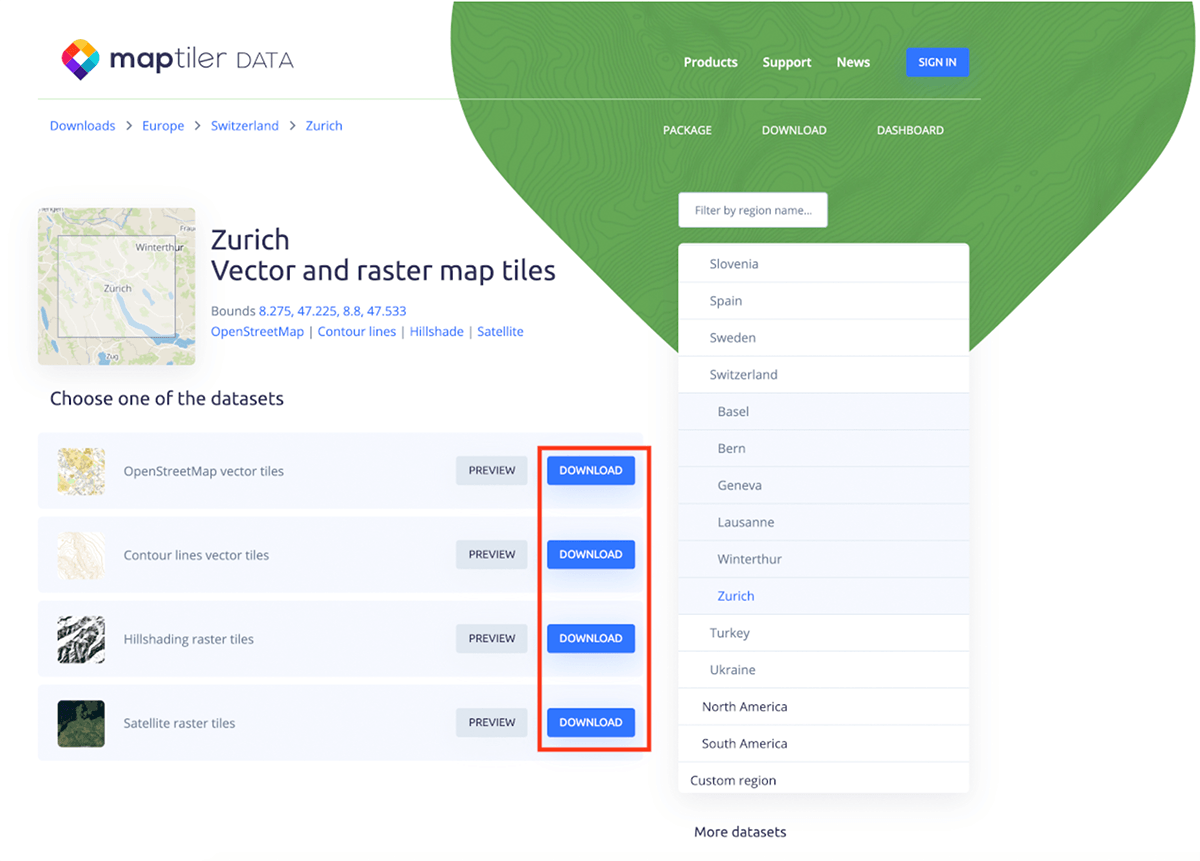 maptiler DATA
Products Support News SIGN IN
Downloads > Europe > Switzerland > Zurich
PACKAGE DOWNLOAD DASHBOARD
Winterthur
Zürich
Zug
Zurich
Vector and raster map tiles
Bounds 8.275, 47.225, 8.8, 47.533
OpenStreetMap | Contour lines | Hillshade | Satellite
Choose one of the datasets
OpenStreetMap vector tiles PREVIEW DOWNLOAD
Contour lines vector tiles PREVIEW DOWNLOAD
Hillshading raster tiles PREVIEW DOWNLOAD
Satellite raster tiles PREVIEW DOWNLOAD
Filter by region name...
Slovenia
Spain
Sweden
Switzerland
Basel
Bern
Geneva
Lausanne
Winterthur
Zurich
Turkey
Ukraine
North America
South America
Custom region
More datasets